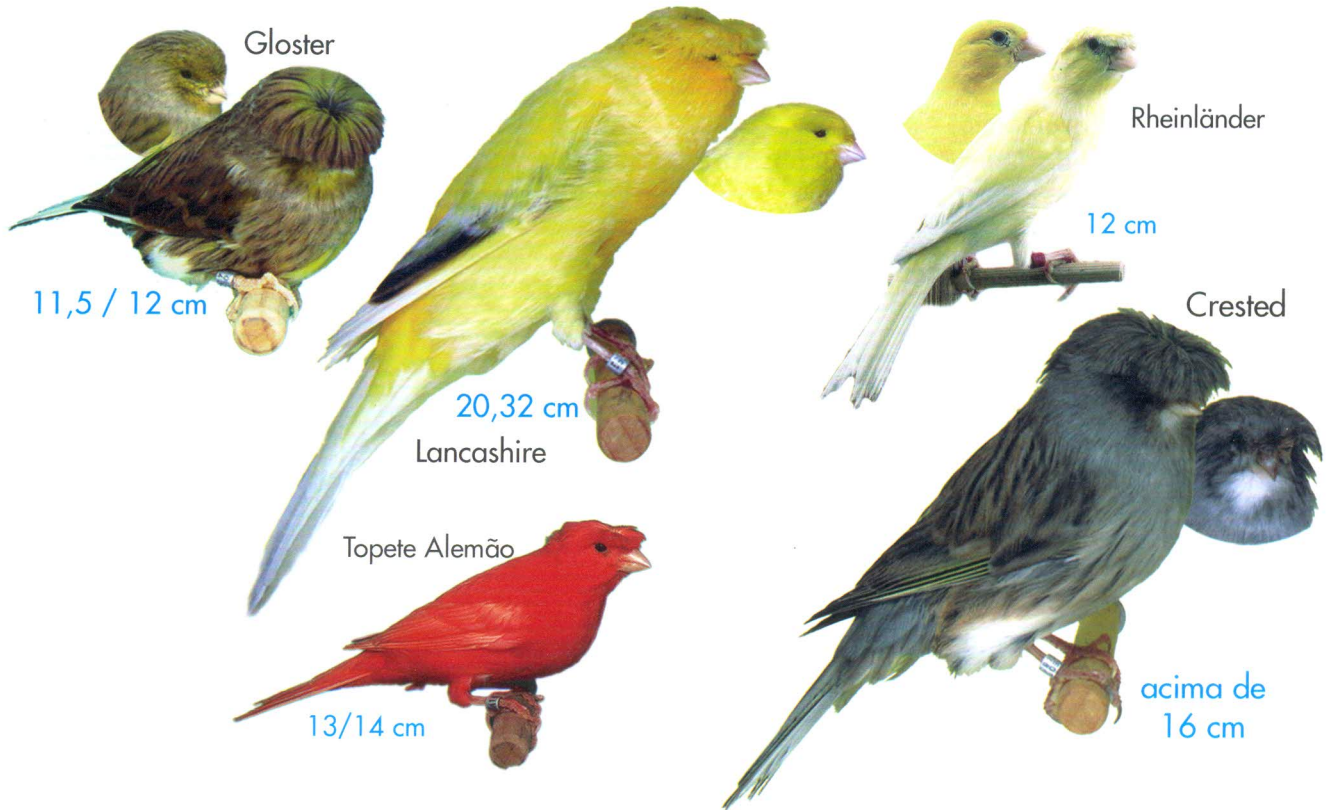 Gloster
11,5 / 12 cm
20,32 cm
Lancashire
Rheinländer
12 cm
Crested
acima de
16 cm
Topete Alemão
13/14 cm